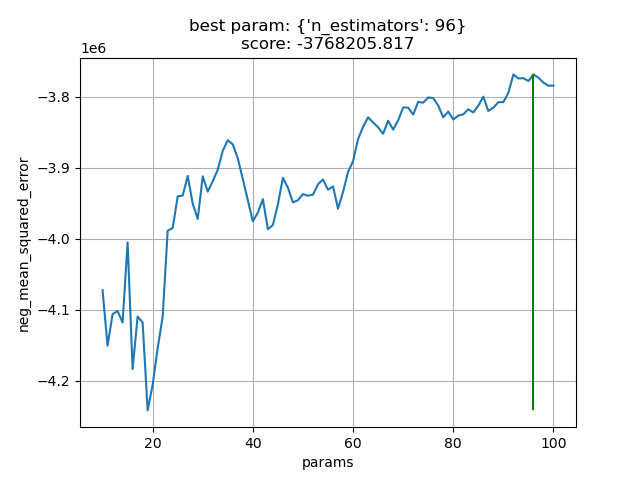 best param: {'n_estimators': 96}
score: -3768205.817
1e6
−3.8
−3.9
−4.0
−4.1
−4.2
neg_mean_squared_error
20 40 60 80 100
params